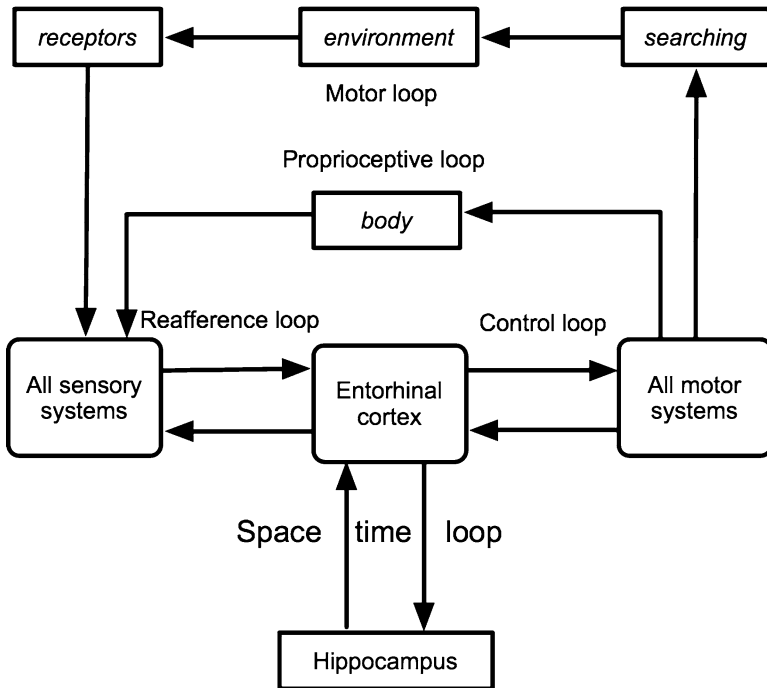 receptors
environment
searching
Motor loop
Proprioceptive loop
body
Reafference loop
Control loop
All sensory
systems
Entorhinal
cortex
All motor
systems
Space time loop
Hippocampus